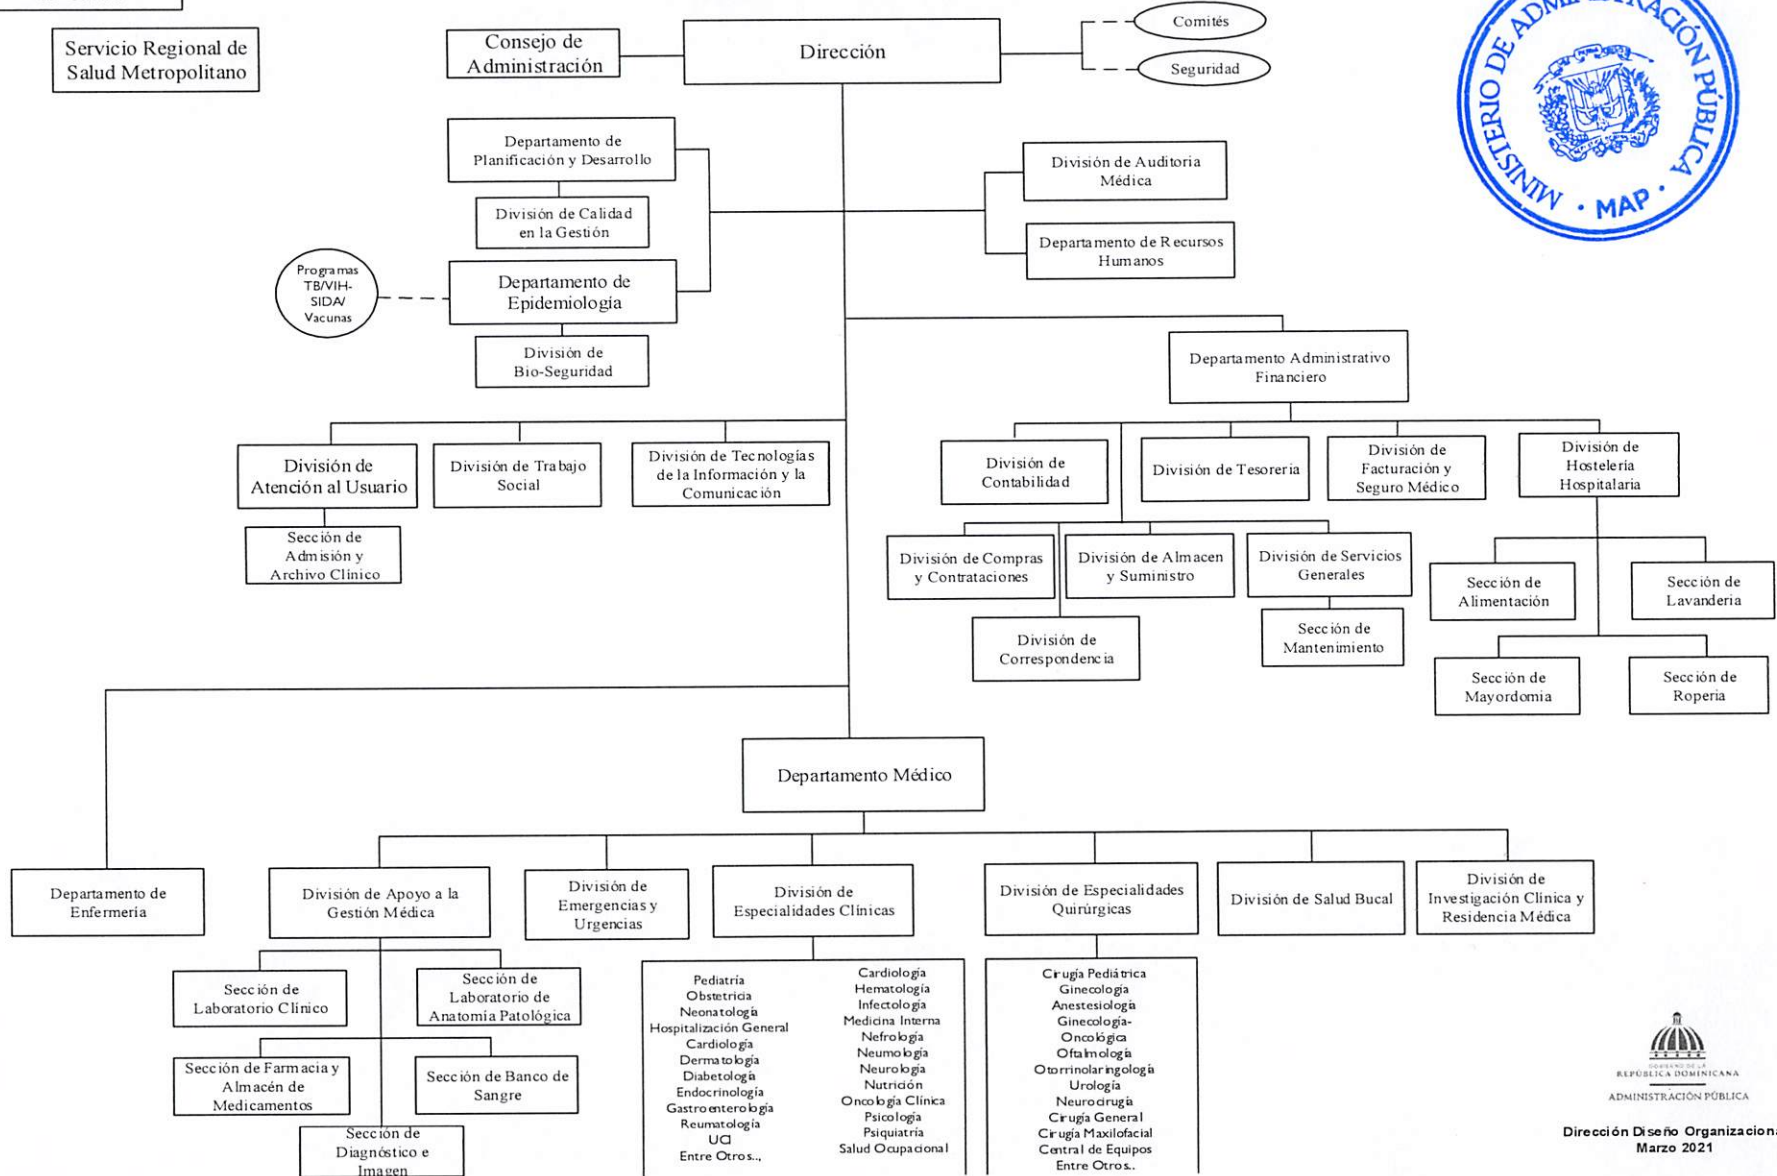 Servicio Regional de
Salud Metropolitano
Consejo de
Administración
Dirección
Comités
Seguridad
MINISTERIO DE ADMINISTRACIÓN PÚBLICA
· MAP ·
Departamento de
Planificación y Desarrollo
División de Calidad
en la Gestión
División de Auditoria
Médica
Departamento de Recursos
Humanos
Programas
TB/VIH-
SIDA/
Vacunas
Departamento de
Epidemiología
División de
Bio-Seguridad
Departamento Administrativo
Financiero
División de
Atención al Usuario
División de Trabajo
Social
División de Tecnologías
de la Información y la
Comunicación
Sección de
Admisión y
Archivo Clínico
División de
Contabilidad
División de Tesoreria
División de
Facturación y
Seguro Médico
División de
Hostelería
Hospitalaria
División de Compras
y Contrataciones
División de Almacen
y Suministro
División de Servicios
Generales
División de
Correspondencia
Sección de
Mantenimiento
Sección de
Alimentación
Sección de
Lavanderia
Sección de
Mayordomia
Sección de
Roperia
Departamento Médico
Departamento de
Enfermería
División de Apoyo a la
Gestión Médica
División de
Emergencias y
Urgencias
División de
Especialidades Clínicas
División de Especialidades
Quirúrgicas
División de Salud Bucal
División de
Investigación Clínica y
Residencia Médica
Sección de
Laboratorio Clínico
Sección de
Laboratorio de
Anatomía Patológica
Sección de Farmacia y
Almacén de
Medicamentos
Sección de Banco de
Sangre
Sección de
Diagnóstico e
Imagen
Pediatría
Obstetricia
Neonatología
Hospitalización General
Cardiología
Dermatología
Diabetología
Endocrinología
Gastroenterología
Reumatología
UCI
Entre Otros..,
Cardiología
Hematología
Infectología
Medicina Interna
Nefrología
Neumología
Neurología
Nutrición
Oncología Clínica
Psicología
Psiquiatría
Salud Ocupacional
Cirugía Pediátrica
Ginecología
Anestesiología
Ginecología-
Oncológica
Oftalmología
Otorrinolaringología
Urología
Neurocirugía
Cirugía General
Cirugía Maxilofacial
Central de Equipos
Entre Otros..
GOBIERNO DE LA
REPÚBLICA DOMINICANA
ADMINISTRACIÓN PÚBLICA
Dirección Diseño Organizacional
Marzo 2021